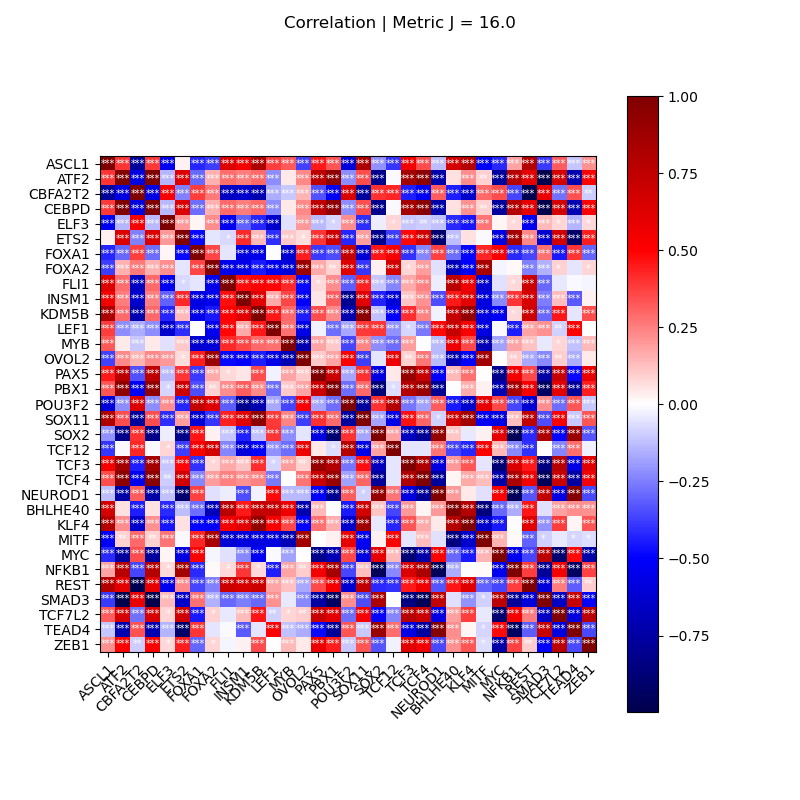 Correlation | Metric J = 16.0
ASCL1
ATF2
CBFA2T2
CEBPD
ELF3
ETS2
FOXA1
FOXA2
FLI1
INSM1
KDM5B
LEF1
MYB
OVOL2
PAX5
PBX1
POU3F2
SOX11
SOX2
TCF12
TCF3
TCF4
NEUROD1
BHLHE40
KLF4
MITF
MYC
NFKB1
REST
SMAD3
TCF7L2
TEAD4
ZEB1
ASCL1
ATF2
CBFA2T2
CEBPD
ELF3
ETS2
FOXA1
FOXA2
FLI1
INSM1
KDM5B
LEF1
MYB
OVOL2
PAX5
PBX1
POU3F2
SOX11
SOX2
TCF12
TCF3
TCF4
NEUROD1
BHLHE40
KLF4
MITF
MYC
NFKB1
REST
SMAD3
TCF7L2
TEAD4
ZEB1
1.00
0.75
0.50
0.25
0.00
−0.25
−0.50
−0.75